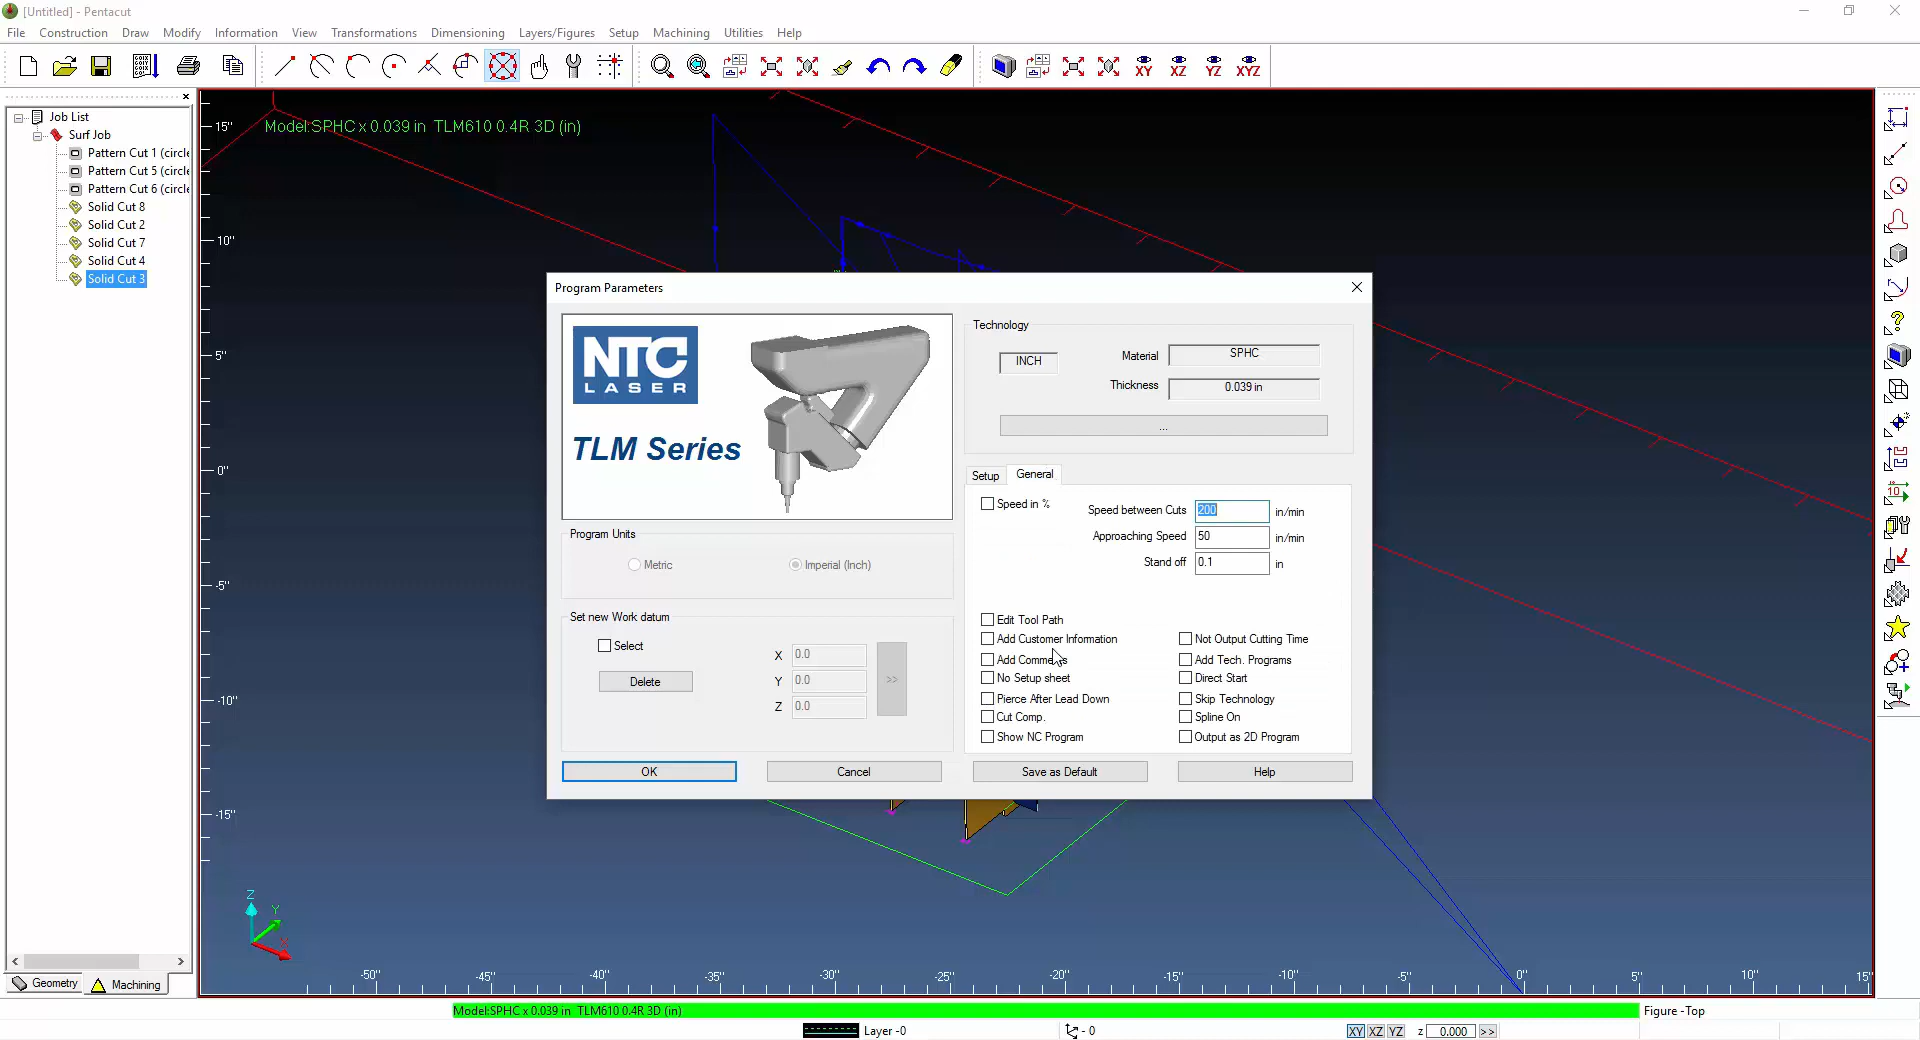 [Untitled] - Pentacut
File Construction Draw Modify Information View Transformations Dimensioning Layers/Figures Setup Machining Utilities Help
XY XZ YZ XYZ
Job List
Surf Job
Pattern Cut 1 (circle
Pattern Cut 5 (circle
Pattern Cut 6 (circle
Solid Cut 8
Solid Cut 2
Solid Cut 7
Solid Cut 4
Solid Cut 3
Geometry Machining
Model:SPHC x 0.039 in TLM610 0.4R 3D (in)
15"
10"
5"
0"
-5"
-10"
-15"
Z
Y
X
-50" -45" -40" -35" -30" -25" -20" -15" -10" -5" 0" 5" 10" 15"
Program Parameters
NTC
LASER
TLM Series
Program Units
Metric Imperial (Inch)
Set new Work datum
Select
Delete
X 0.0
Y 0.0
Z 0.0
>>
Technology
INCH
Material SPHC
Thickness 0.039 in
...
Setup General
Speed in %
Speed between Cuts 200 in/min
Approaching Speed 50 in/min
Stand off 0.1 in
Edit Tool Path
Add Customer Information Not Output Cutting Time
Add Tech. Programs
No Setup sheet Direct Start
Pierce After Lead Down Skip Technology
Cut Comp. Spline On
Show NC Program Output as 2D Program
OK Cancel Save as Default Help
Model:SPHC x 0.039 in TLM610 0.4R 3D (in)
Figure -Top
Layer -0
- 0
XY XZ YZ z 0.000 >>